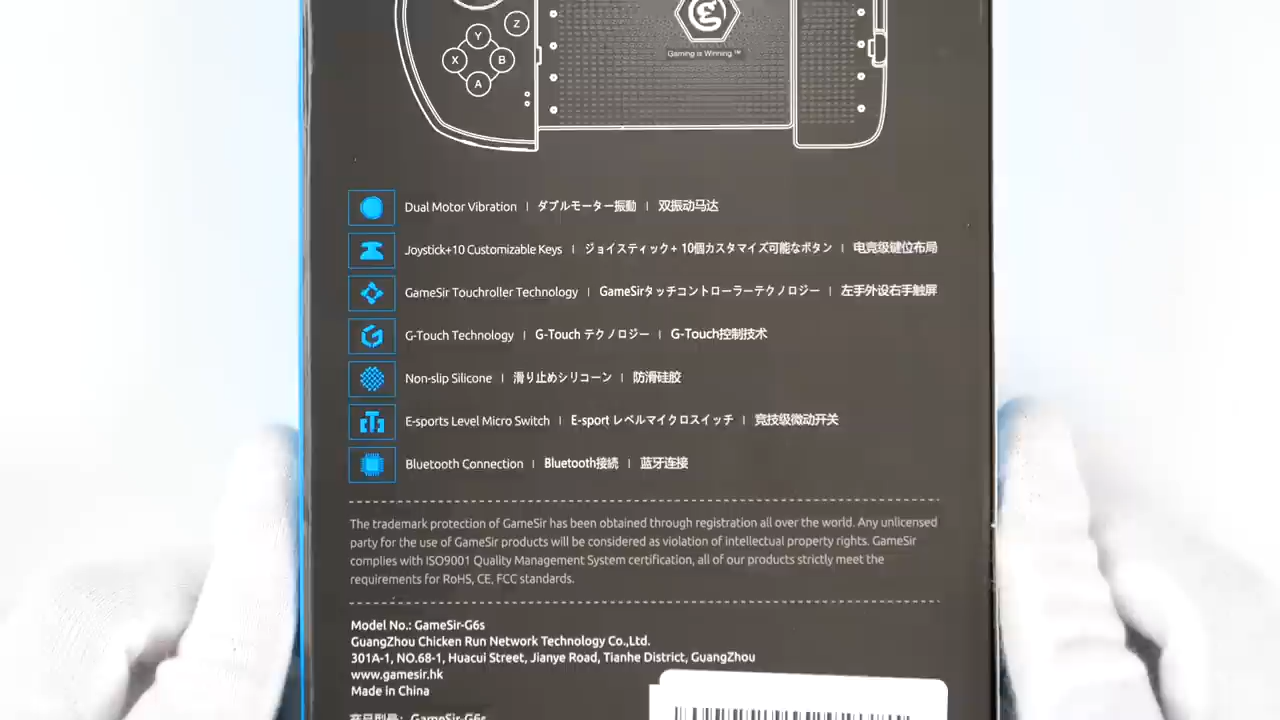 Z
Y
X B
A
Gaming is Winning ™
Dual Motor Vibration | ダブルモーター振動 | 双振动马达
Joystick+10 Customizable Keys | ジョイスティック+ 10個カスタマイズ可能なボタン | 电竞级键位布局
GameSir Touchroller Technology | GameSirタッチコントローラーテクノロジー | 左手外设右手触屏
G-Touch Technology | G-Touch テクノロジー | G-Touch控制技术
Non-slip Silicone | 滑り止めシリコーン | 防滑硅胶
E-sports Level Micro Switch | E-sport レベルマイクロスイッチ | 竞技级微动开关
Bluetooth Connection | Bluetooth接続 | 蓝牙连接
The trademark protection of GameSir has been obtained through registration all over the world. Any unlicensed
party for the use of GameSir products will be considered as violation of intellectual property rights. GameSir
complies with ISO9001 Quality Management System certification, all of our products strictly meet the
requirements for RoHS, CE, FCC standards.
Model No.: GameSir-G6s
GuangZhou Chicken Run Network Technology Co.,Ltd.
301A-1, NO.68-1, Huacui Street, Jianye Road, Tianhe District, GuangZhou
www.gamesir.hk
Made in China
产品型号: GameSir-G6s